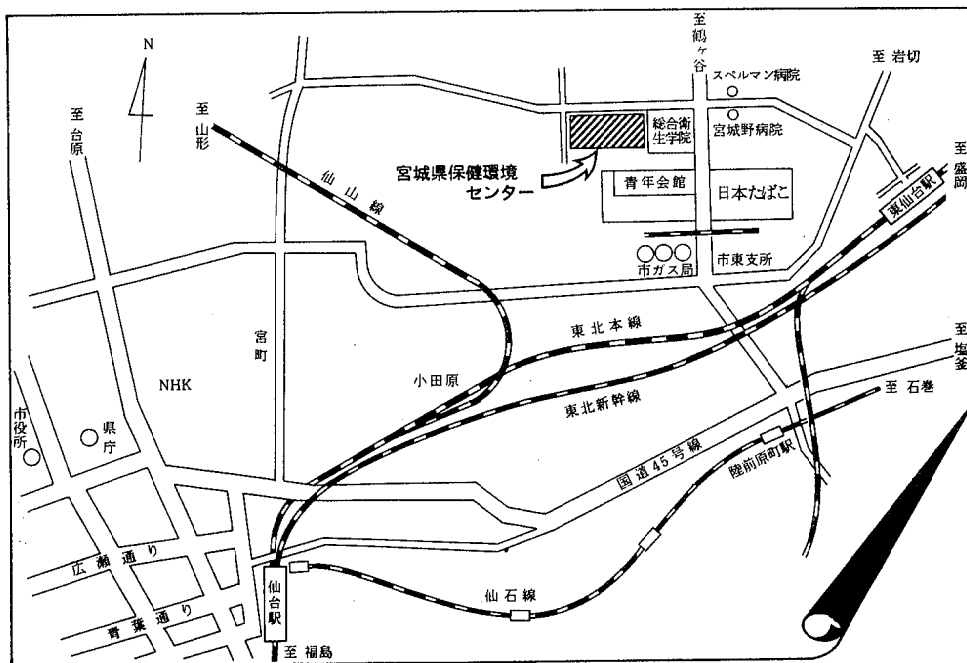 N
至台原
至山形
仙山線
至鶴ヶ谷
スペルマン病院
至岩切
宮城野病院
総合衛生学院
宮城県保健環境
センター
青年会館
日本たばこ
東仙台駅
至盛岡
市ガス局
市東支所
宮町
東北本線
小田原
東北新幹線
NHK
市役所
県庁
至塩釜
至石巻
国道45号線
陸前原町駅
広瀬通り
青葉通り
仙台駅
仙石線
至福島